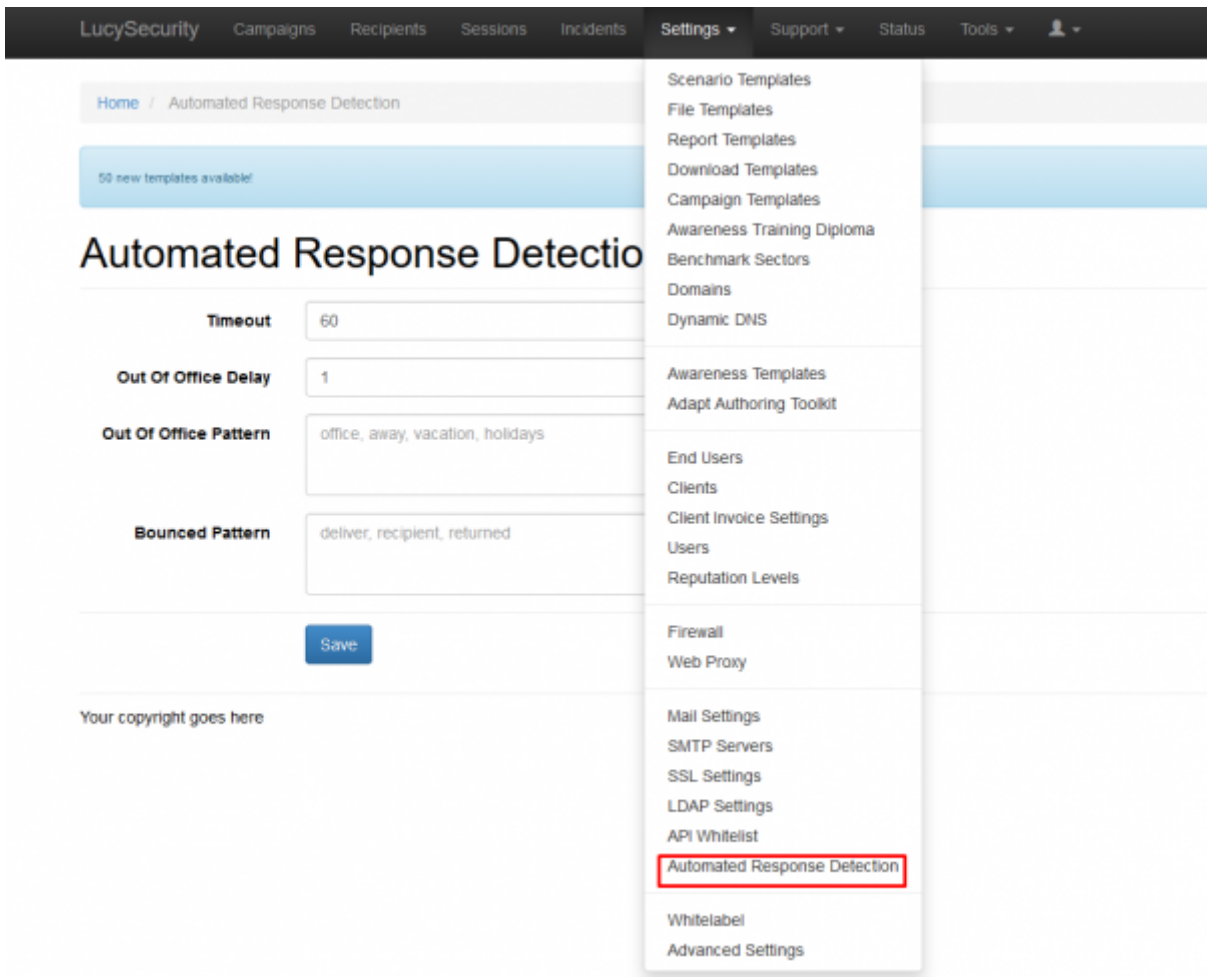 LucySecurity Campaigns Recipients Sessions Incidents Settings Support Status Tools
Home / Automated Response Detection
50 new templates available!
Automated Response Detectio
Timeout 60
Out Of Office Delay 1
Out Of Office Pattern office, away, vacation, holidays
Bounced Pattern deliver, recipient, returned
Save
Your copyright goes here
Scenario Templates
File Templates
Report Templates
Download Templates
Campaign Templates
Awareness Training Diploma
Benchmark Sectors
Domains
Dynamic DNS
Awareness Templates
Adapt Authoring Toolkit
End Users
Clients
Client Invoice Settings
Users
Reputation Levels
Firewall
Web Proxy
Mail Settings
SMTP Servers
SSL Settings
LDAP Settings
API Whitelist
Automated Response Detection
Whitelabel
Advanced Settings